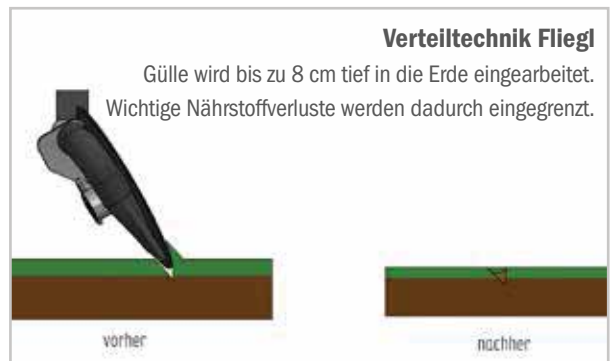 Verteiltechnik Fliegl
Gülle wird bis zu 8 cm tief in die Erde eingearbeitet.
Wichtige Nährstoffverluste werden dadurch eingegrenzt.
vorher
nachher